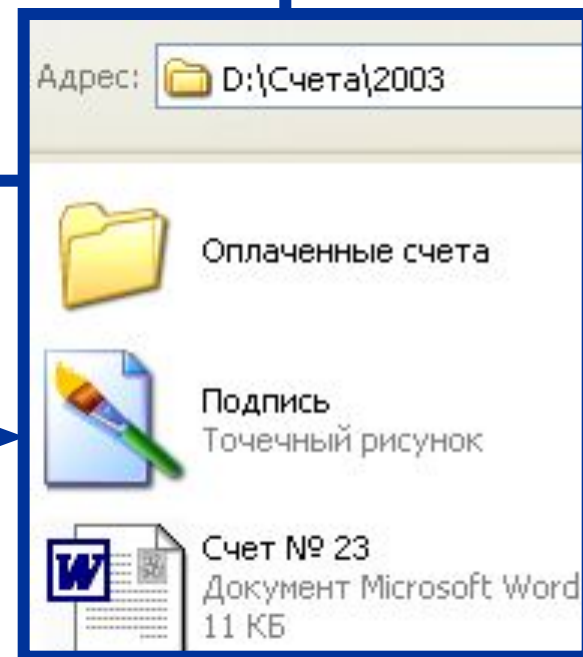 Адрес: D:\Счета\2003
Оплаченные счета
Подпись
Точечный рисунок
W
Счет № 23
Документ Microsoft Word
11 КБ